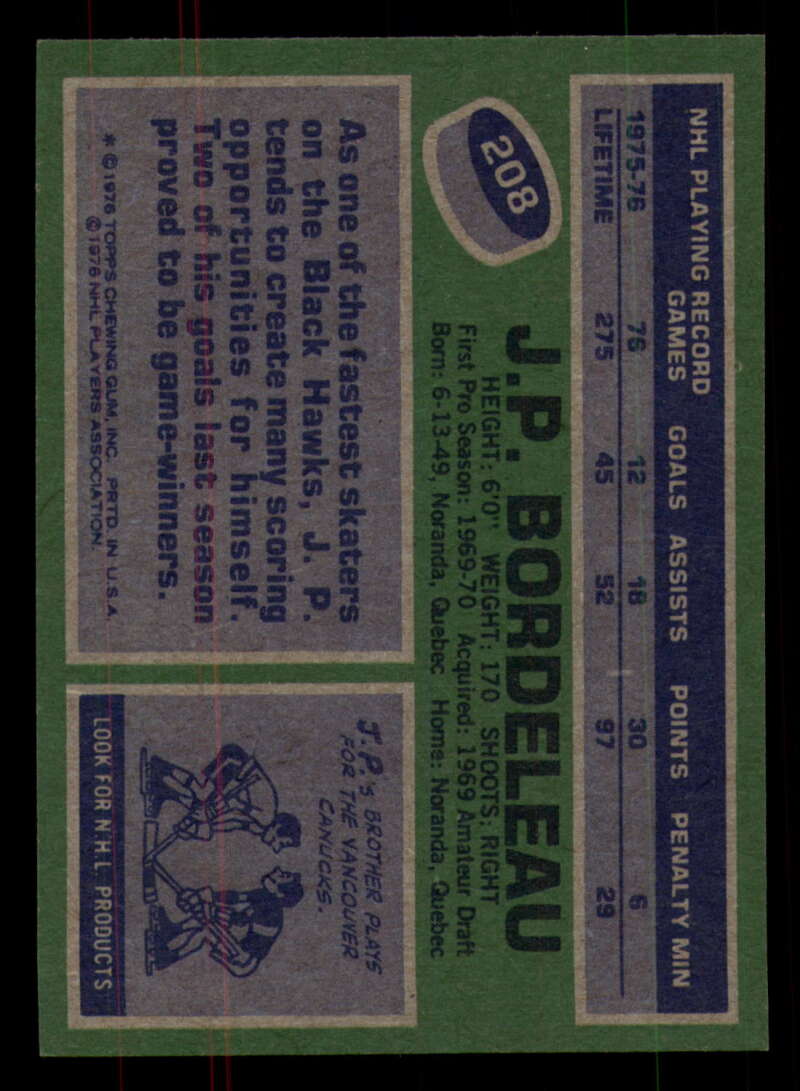 NHL PLAYING RECORD
GAMES GOALS ASSISTS POINTS PENALTY MIN
1975-76 76 12 18 30 6
LIFETIME 275 45 52 97 29
208
J.P. BORDELEAU
HEIGHT: 6'0" WEIGHT: 170 SHOOTS: RIGHT
First Pro Season: 1969-70 Acquired: 1969 Amateur Draft
Born: 6-13-49, Noranda, Quebec Home: Noranda, Quebec
As one of the fastest skaters
on the Black Hawks, J. P.
tends to create many scoring
opportunities for himself.
Two of his goals last season
proved to be game-winners.
* © 1976 TOPPS CHEWING GUM, INC. PRTD. IN U.S.A.
© 1976 NHL PLAYERS ASSOCIATION.
J.P.'s BROTHER PLAYS
FOR THE VANCOUVER
CANUCKS.
LOOK FOR N.H.L. PRODUCTS